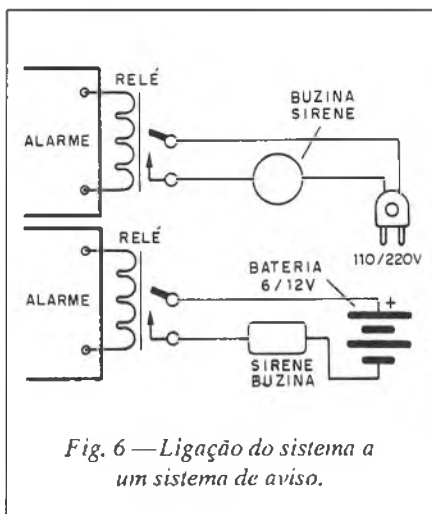 RELÉ
BUZINA
SIRENE
ALARME
110/220V
RELÉ
BATERIA
6/12V
+
ALARME
SIRENE
BUZINA
Fig. 6 — Ligação do sistema a
um sistema de aviso.